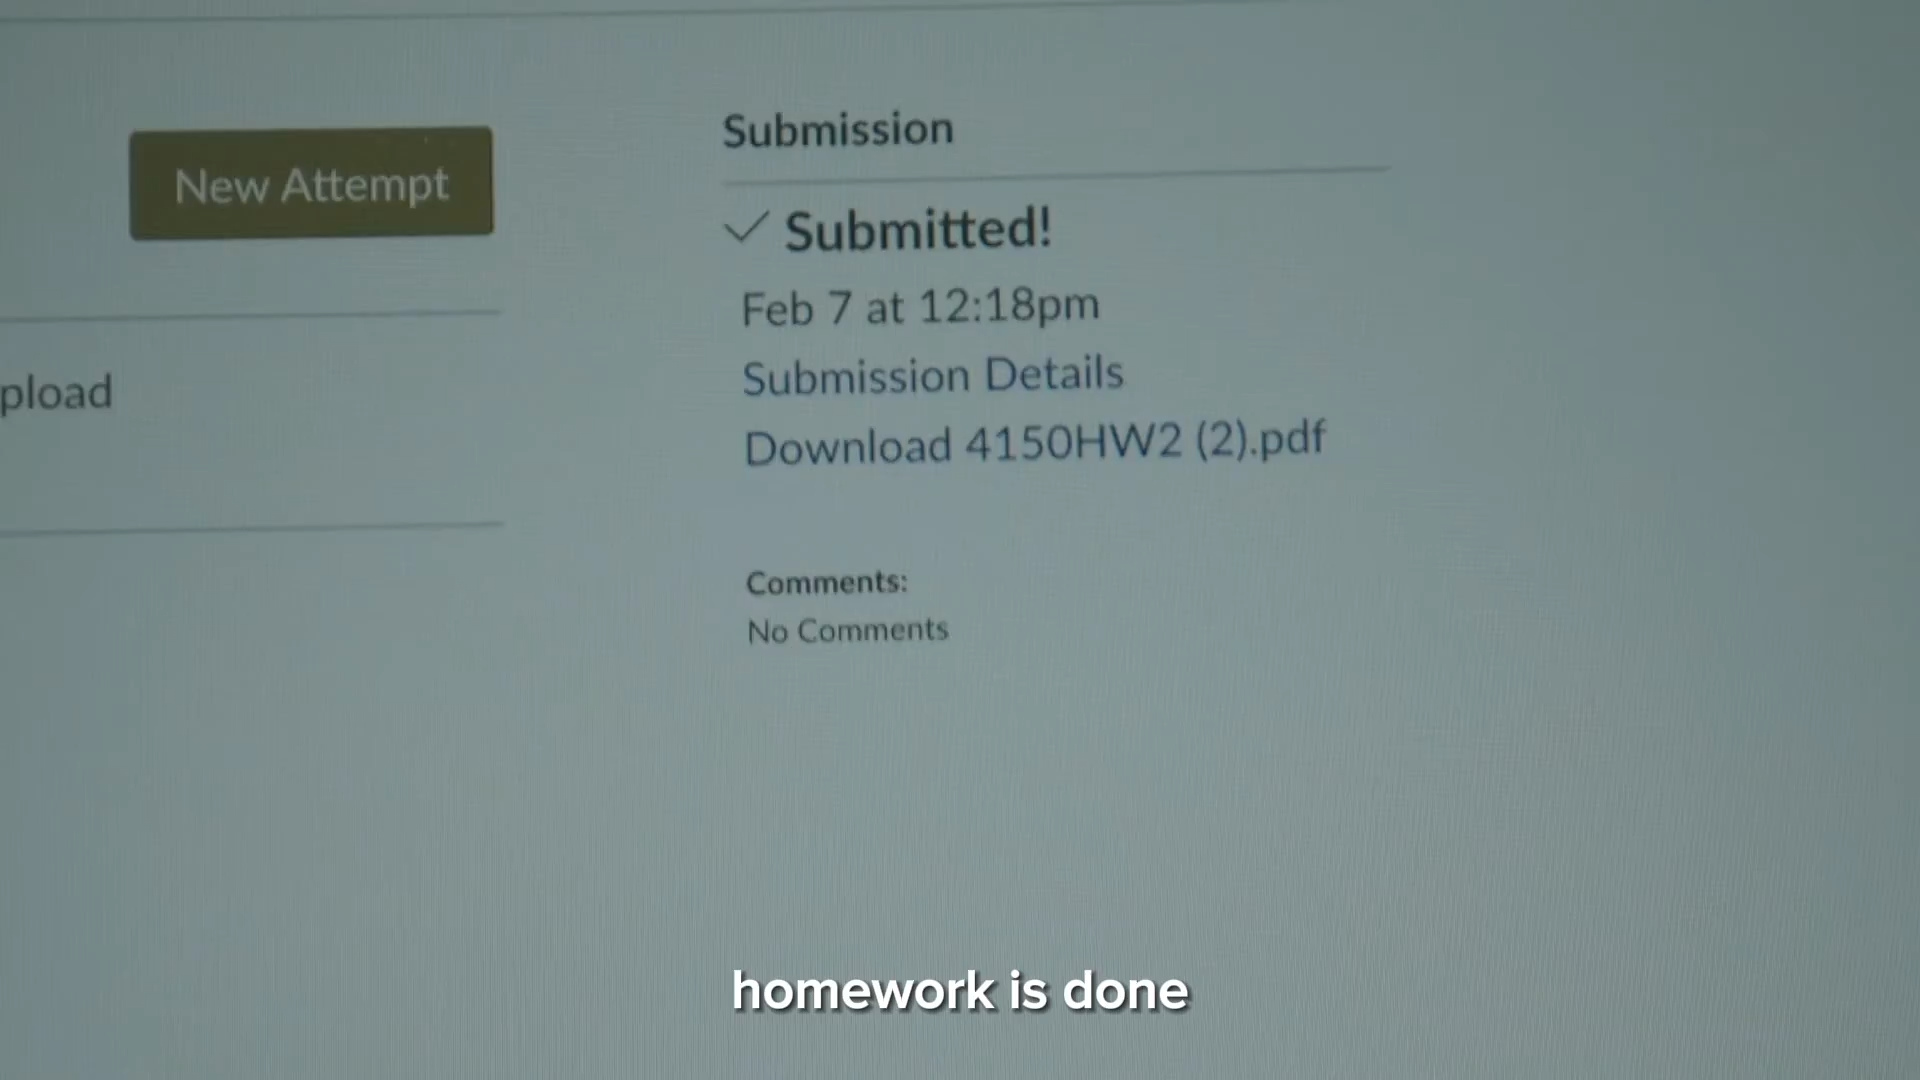 New Attempt
pload
Submission
Submitted!
Feb 7 at 12:18pm
Submission Details
Download 4150HW2 (2).pdf
Comments:
No Comments
homework is done